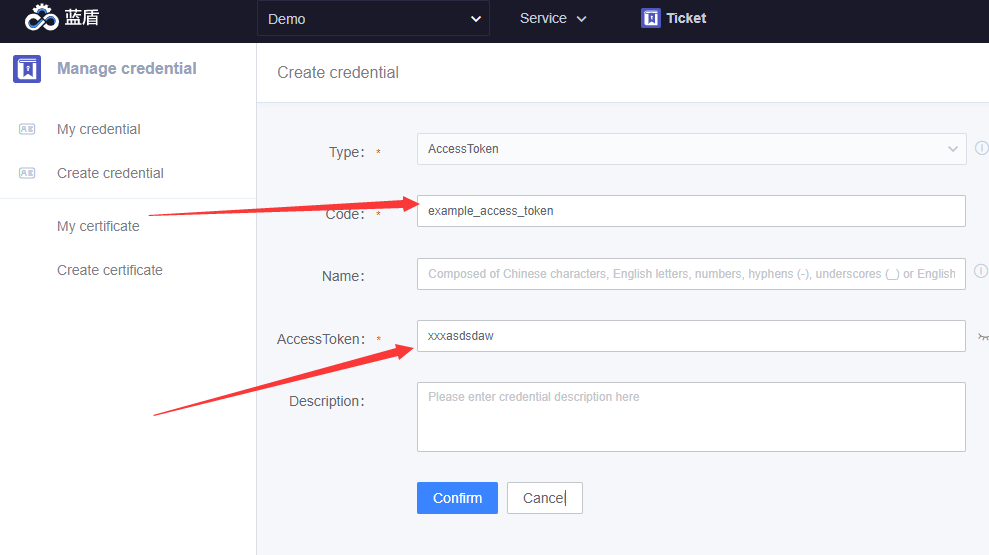 蓝盾
Demo
Service
Ticket
Manage credential
Create credential
My credential
Create credential
My certificate
Create certificate
Type: *
AccessToken
Code: *
example_access_token
Name:
Composed of Chinese characters, English letters, numbers, hyphens (-), underscores (_) or English
AccessToken: *
xxxasdsdaw
Description:
Please enter credential description here
Confirm
Cancel